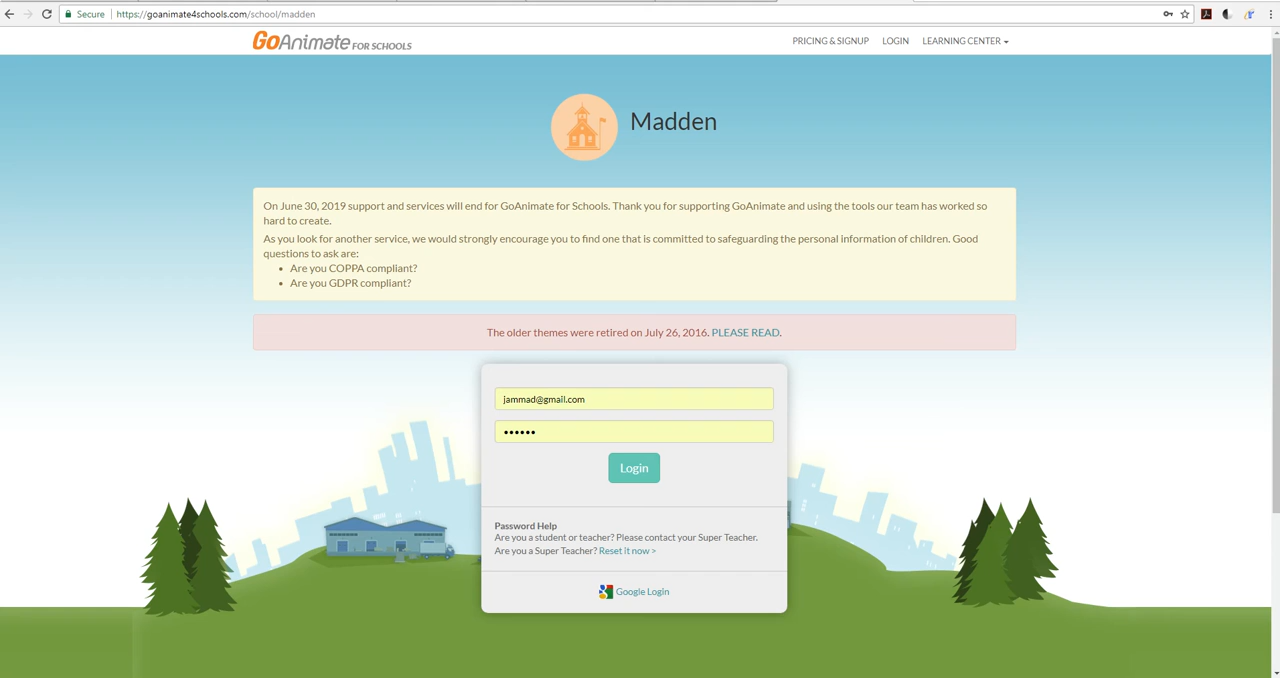 Secure https://goanimate4schools.com/school/madden
GoAnimate FOR SCHOOLS PRICING & SIGNUP LOGIN LEARNING CENTER
Madden
On June 30, 2019 support and services will end for GoAnimate for Schools. Thank you for supporting GoAnimate and using the tools our team has worked so
hard to create.
As you look for another service, we would strongly encourage you to find one that is committed to safeguarding the personal information of children. Good
questions to ask are:
• Are you COPPA compliant?
• Are you GDPR compliant?
The older themes were retired on July 26, 2016. PLEASE READ.
jammad@gmail.com
••••••
Login
Password Help
Are you a student or teacher? Please contact your Super Teacher.
Are you a Super Teacher? Reset it now >
Google Login